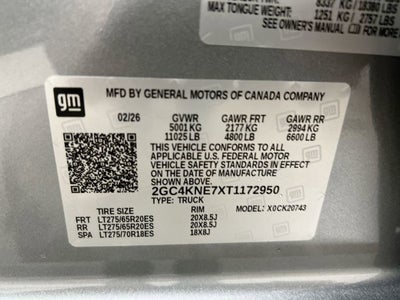 8337 KG / 18380 LBS
MAX TONGUE WEIGHT:
1251 KG / 2757 LBS
SEE OWNER'S MANUAL FOR
gm
MFD BY GENERAL MOTORS OF CANADA COMPANY
02/26 GVWR GAWR FRT GAWR RR
5001 KG 2177 KG 2994 KG
11025 LB 4800 LB 6600 LB
THIS VEHICLE CONFORMS TO ALL
APPLICABLE U.S. FEDERAL MOTOR
VEHICLE SAFETY STANDARDS IN EFFECT
ON THE DATE OF MANUFACTURE
SHOWN ABOVE.
2GC4KNE7XT1172950
TYPE: TRUCK MODEL: X0CK20743
TIRE SIZE RIM
FRT LT275/65R20ES 20X8.5J
RR LT275/65R20ES 20X8.5J
SPA LT275/70R18ES 18X8J